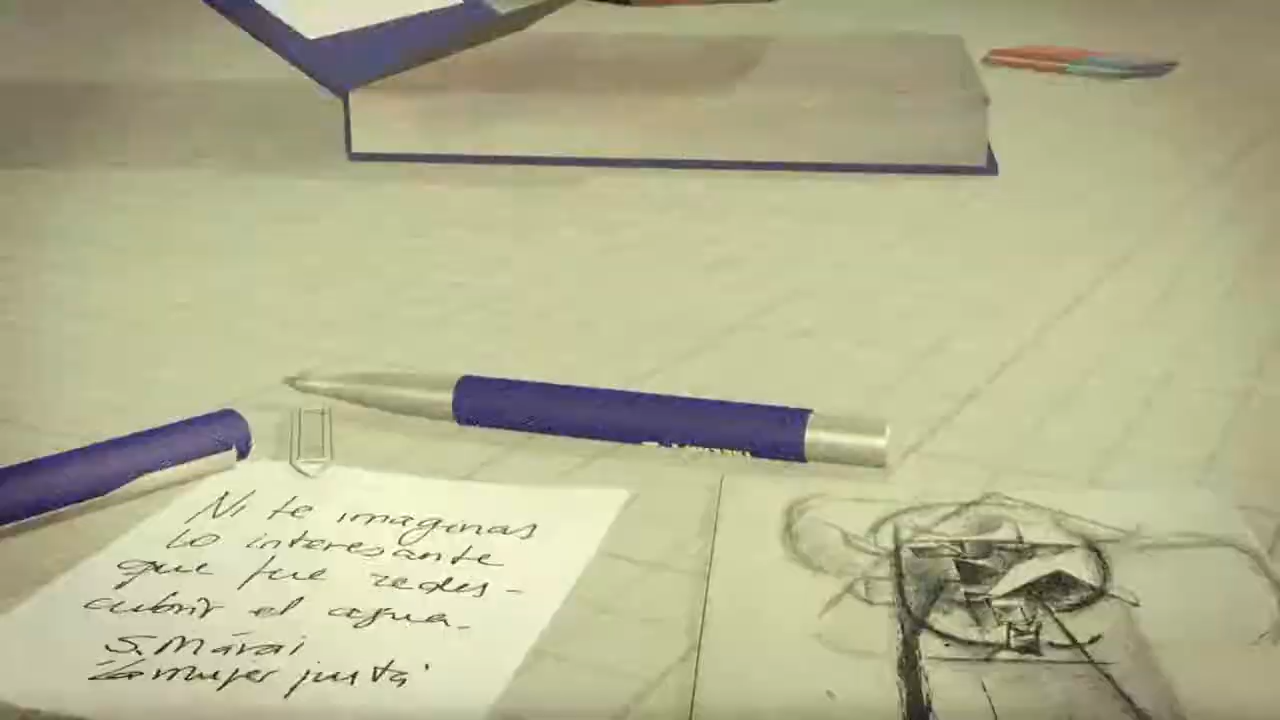 Ni te imaginas
lo interesante
que fue redes-
cubrir el agua.
S. Márai
"La mujer justa"